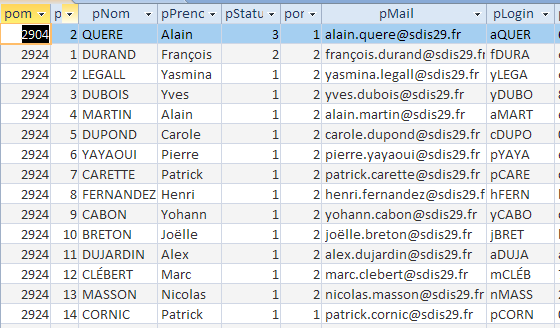 pom p pNom pPrenc pStatu por pMail pLogin
2904 2 QUERE Alain 3 1 alain.quere@sdis29.fr aQUER
2924 1 DURAND François 2 2 françois.durand@sdis29.f fDURA
2924 2 LEGALL Yasmina 1 2 yasmina.legall@sdis29.fr yLEGA
2924 3 DUBOIS Yves 1 2 yves.dubois@sdis29.fr yDUBO
2924 4 MARTIN Alain 1 2 alain.martin@sdis29.fr aMART
2924 5 DUPOND Carole 1 2 carole.dupond@sdis29.fr cDUPO
2924 6 YAYAOUI Pierre 1 2 pierre.yayaoui@sdis29.fr pYAYA
2924 7 CARETTE Patrick 1 2 patrick.carette@sdis29.fr pCARE
2924 8 FERNANDEZ Henri 1 2 henri.fernandez@sdis29.f hFERN
2924 9 CABON Yohann 1 2 yohann.cabon@sdis29.fr yCABO
2924 10 BRETON Joëlle 1 2 joëlle.breton@sdis29.fr jBRET
2924 11 DUJARDIN Alex 1 2 alex.dujardin@sdis29.fr aDUJA
2924 12 CLÉBERT Marc 1 2 marc.clebert@sdis29.fr mCLÉB
2924 13 MASSON Nicolas 1 2 nicolas.masson@sdis29.fr nMASS
2924 14 CORNIC Patrick 1 1 patrick.cornic@sdis29.fr pCORN